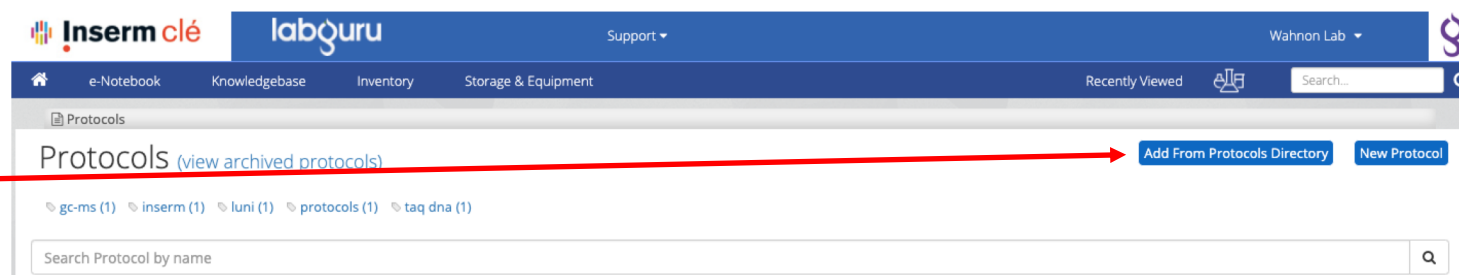 Inserm clé labguru Support Wahnon Lab
e-Notebook Knowledgebase Inventory Storage & Equipment Recently Viewed Search...
Protocols
Protocols (view archived protocols) Add From Protocols Directory New Protocol
gc-ms (1) inserm (1) luni (1) protocols (1) taq dna (1)
Search Protocol by name